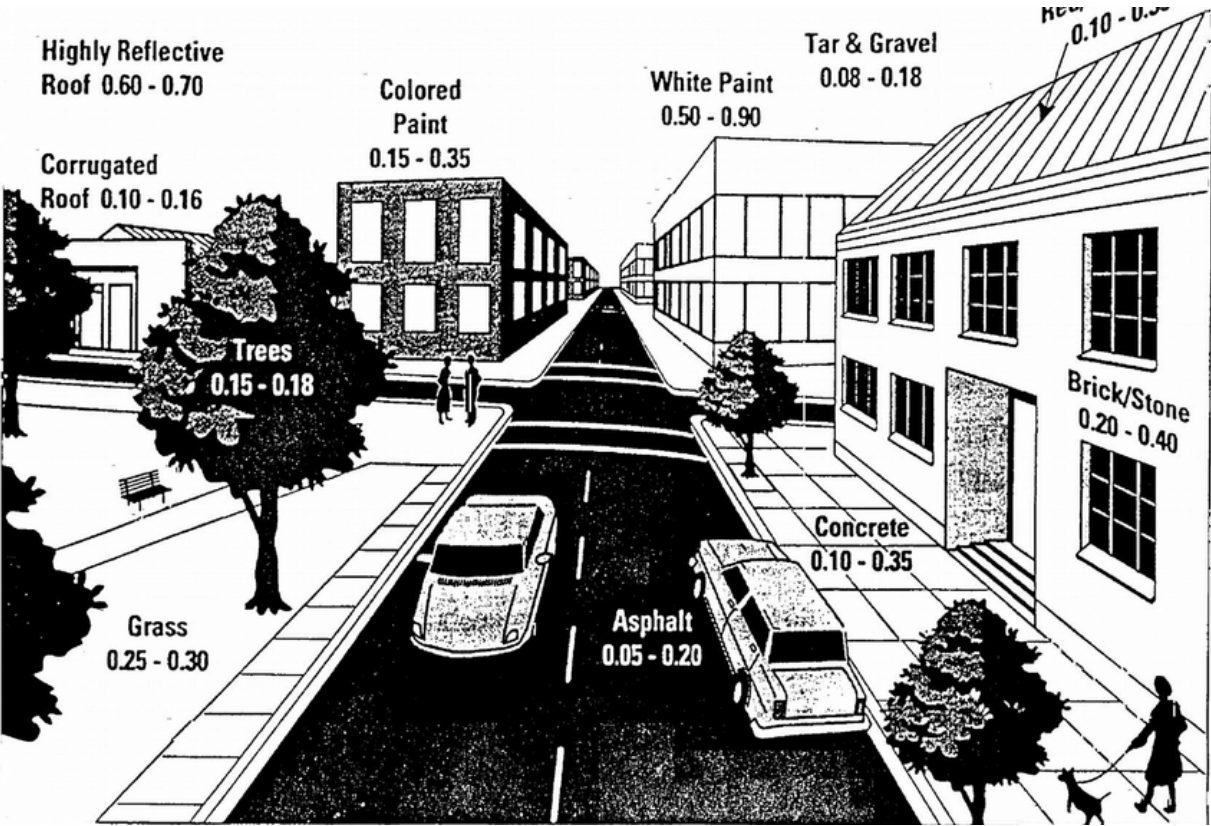 Highly Reflective
Roof 0.60 - 0.70
Corrugated
Roof 0.10 - 0.16
Colored
Paint
0.15 - 0.35
White Paint
0.50 - 0.90
Tar & Gravel
0.08 - 0.18
0.10 -
Trees
0.15 - 0.18
Brick/Stone
0.20 - 0.40
Concrete
0.10 - 0.35
Grass
0.25 - 0.30
Asphalt
0.05 - 0.20